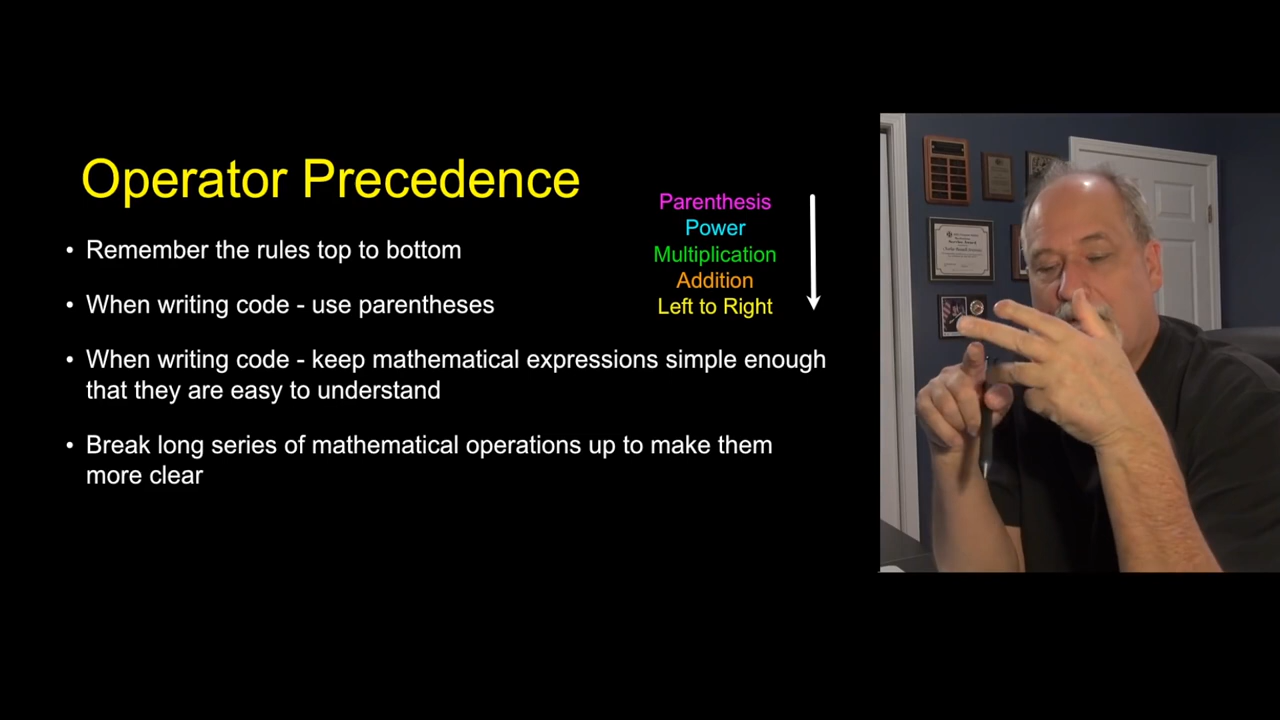 Operator Precedence
• Remember the rules top to bottom
• When writing code - use parentheses
• When writing code - keep mathematical expressions simple enough
that they are easy to understand
• Break long series of mathematical operations up to make them
more clear
Parenthesis
Power
Multiplication
Addition
Left to Right